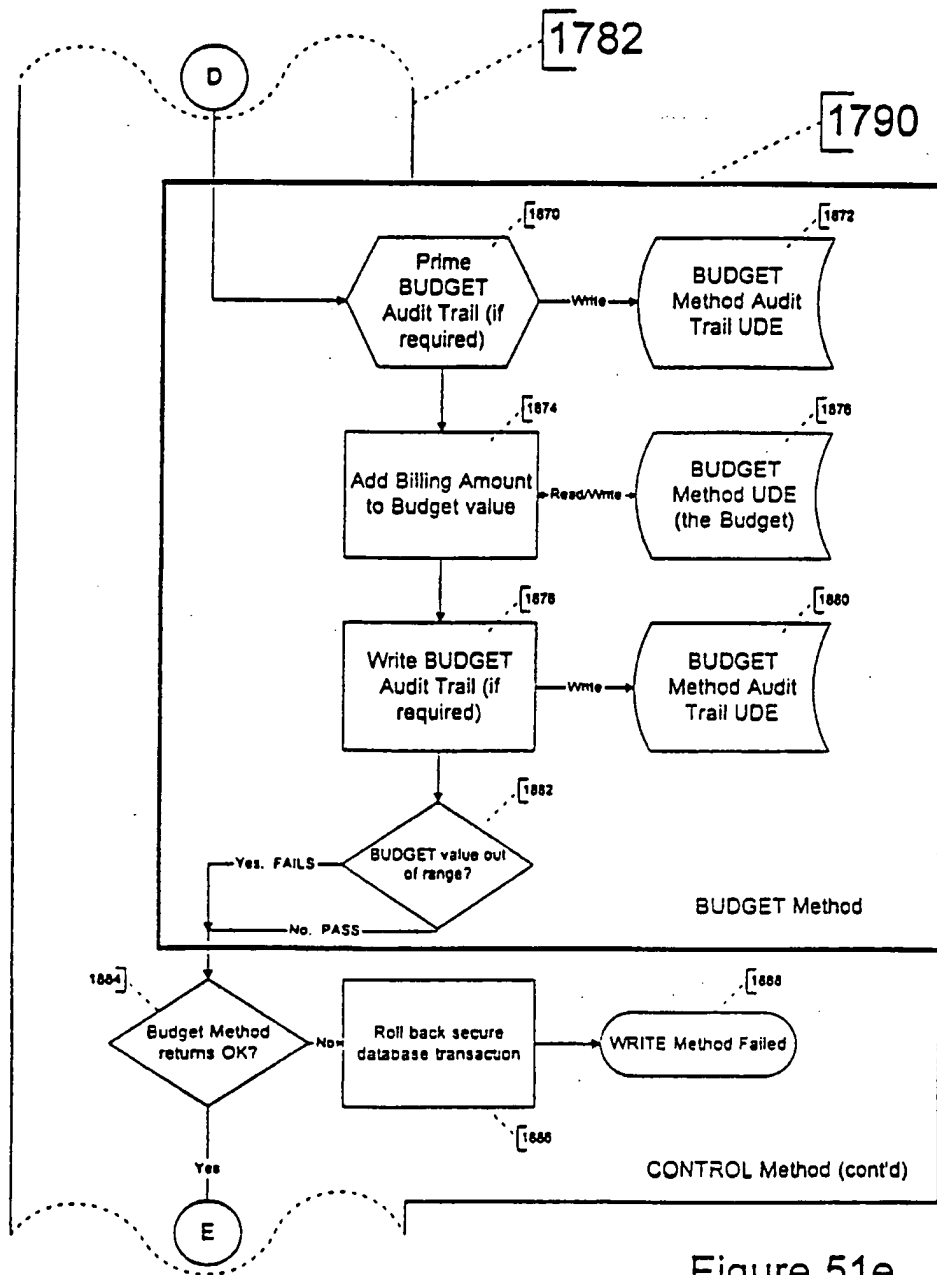 1782
D
1790
1870
1872
Prime
BUDGET
Audit Trail (if
required)
Write
BUDGET
Method Audit
Trail UDE
1874
1876
Add Billing Amount
to Budget value
Read/Write
BUDGET
Method UDE
(the Budget)
1878
1880
Write BUDGET
Audit Trail (if
required)
Write
BUDGET
Method Audit
Trail UDE
1882
BUDGET value out
of range?
Yes. FAILS
No. PASS
BUDGET Method
1884
1888
Budget Method
returns OK?
No
Roll back secure
database transaction
WRITE Method Failed
1886
Yes
CONTROL Method (cont'd)
E
Figure 51e